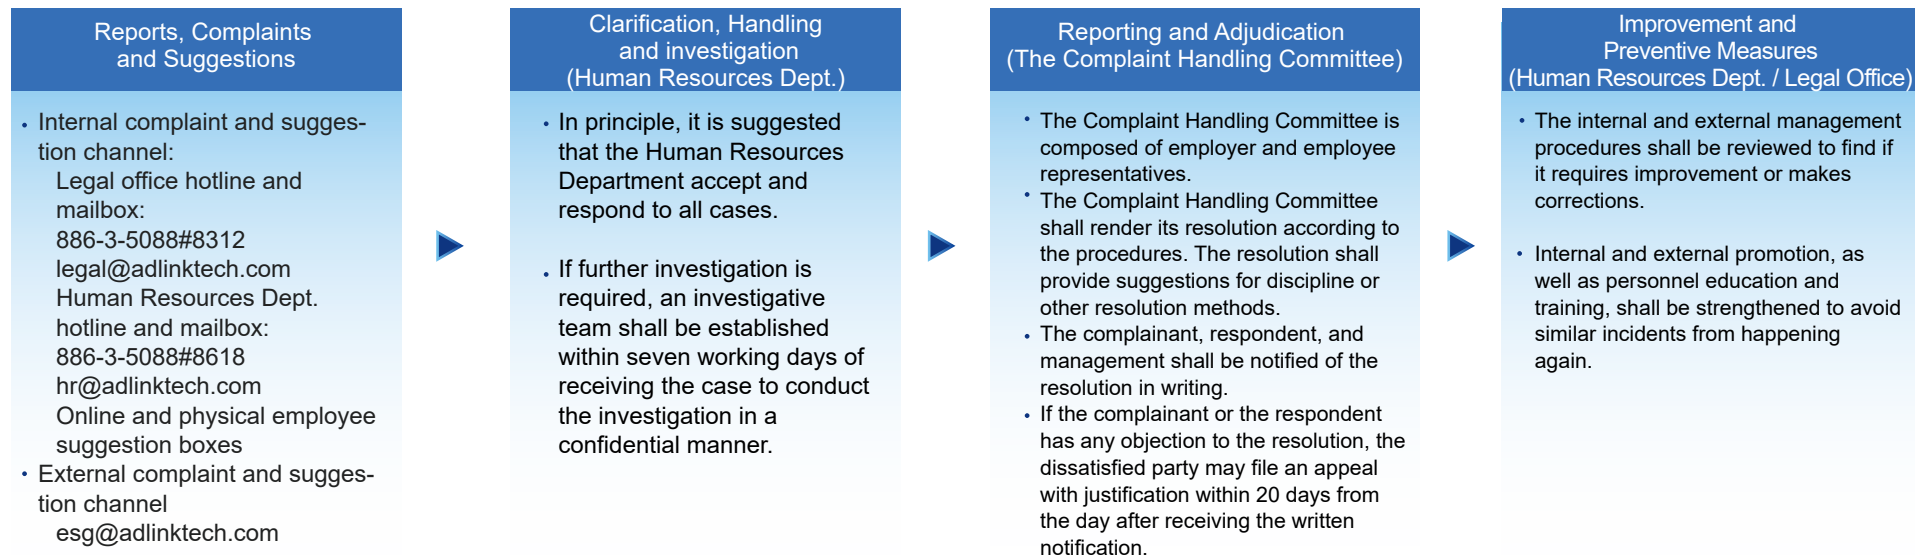 Reports, Complaints
and Suggestions
• Internal complaint and sugges-
tion channel:
Legal office hotline and
mailbox:
886-3-5088#8312
legal@adlinktech.com
Human Resources Dept.
hotline and mailbox:
886-3-5088#8618
hr@adlinktech.com
Online and physical employee
suggestion boxes
• External complaint and sugges-
tion channel
esg@adlinktech.com
Clarification, Handling
and investigation
(Human Resources Dept.)
• In principle, it is suggested
that the Human Resources
Department accept and
respond to all cases.
• If further investigation is
required, an investigative
team shall be established
within seven working days of
receiving the case to conduct
the investigation in a
confidential manner.
Reporting and Adjudication
(The Complaint Handling Committee)
• The Complaint Handling Committee is
composed of employer and employee
representatives.
• The Complaint Handling Committee
shall render its resolution according to
the procedures. The resolution shall
provide suggestions for discipline or
other resolution methods.
• The complainant, respondent, and
management shall be notified of the
resolution in writing.
• If the complainant or the respondent
has any objection to the resolution, the
dissatisfied party may file an appeal
with justification within 20 days from
the day after receiving the written
notification.
Improvement and
Preventive Measures
(Human Resources Dept. / Legal Office)
• The internal and external management
procedures shall be reviewed to find if
it requires improvement or makes
corrections.
• Internal and external promotion, as
well as personnel education and
training, shall be strengthened to avoid
similar incidents from happening
again.